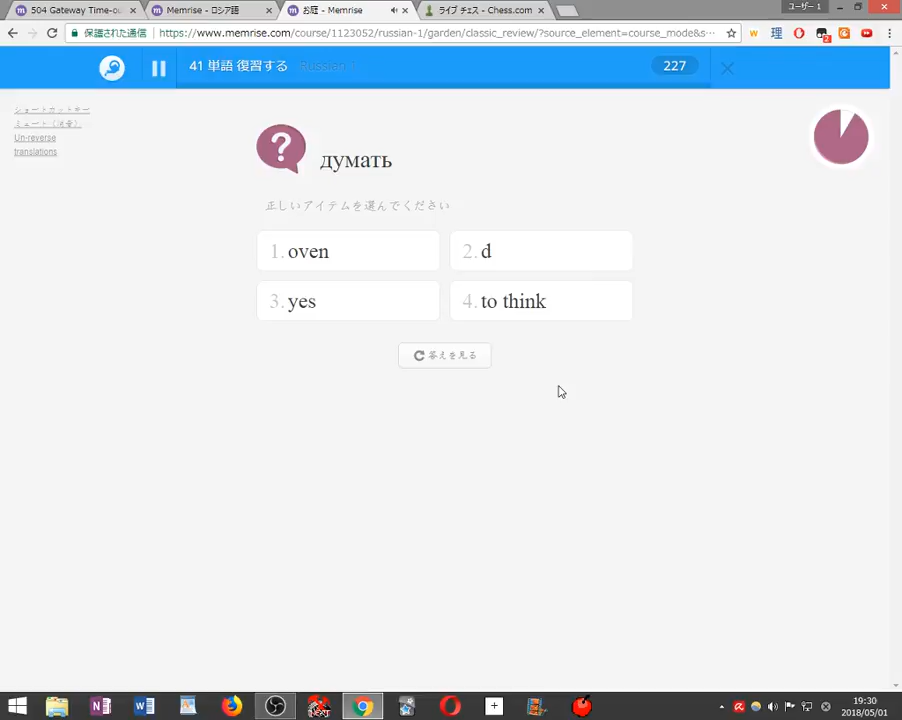 504 Gateway Time-ou
Memrise - ロシア語
お庭 - Memrise
ライブ チェス - Chess.com
ユーザー 1
保護された通信
https://www.memrise.com/course/1123052/russian-1/garden/classic_review/?source_element=course_mode&s...
41 単語 復習する Russian 1
227
ショートカットキー
ミュート (消音)
Un-reverse
translations
думать
正しいアイテムを選んでください
1. oven
2. d
3. yes
4. to think
答えを見る
19:30
2018/05/01